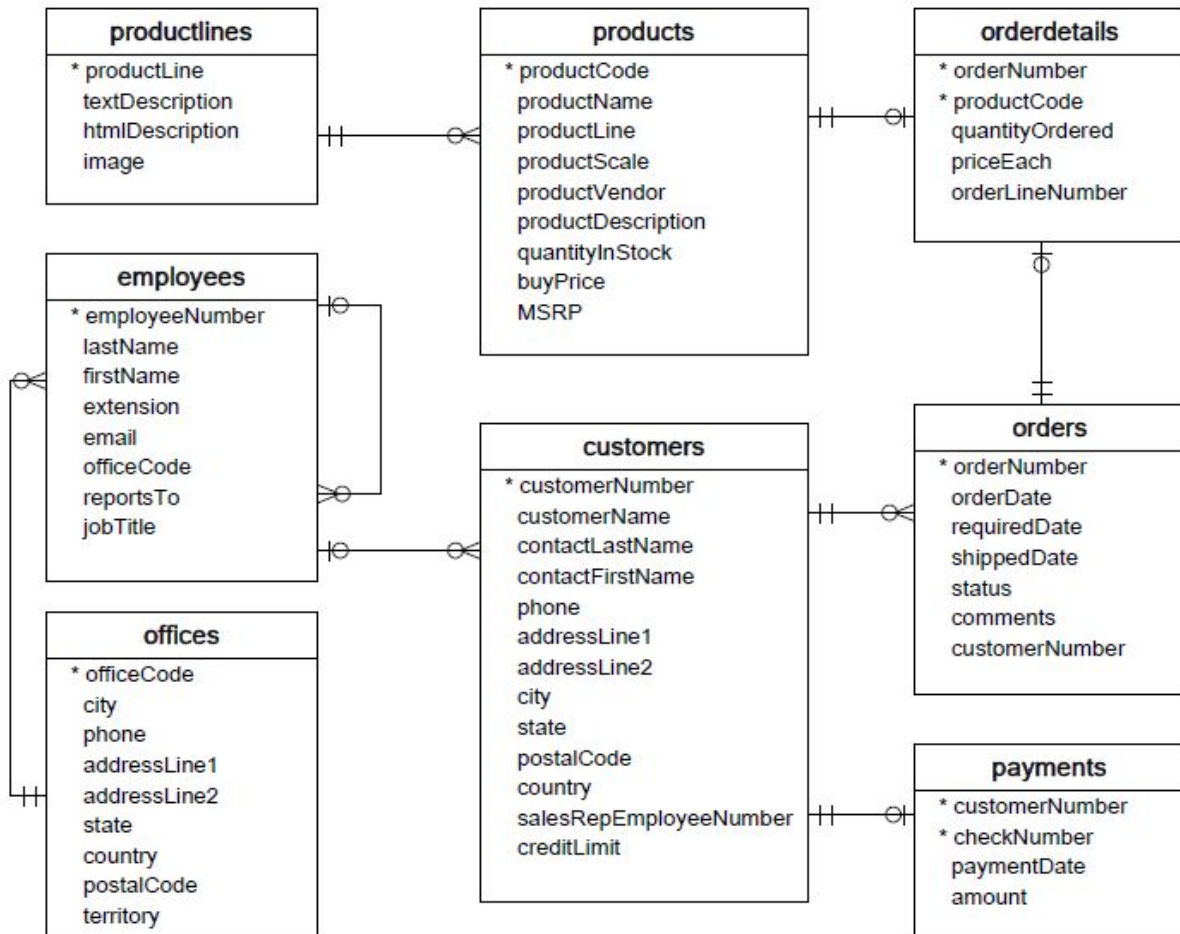 productlines
* productLine
textDescription
htmlDescription
image
products
* productCode
productName
productLine
productScale
productVendor
productDescription
quantityInStock
buyPrice
MSRP
orderdetails
* orderNumber
* productCode
quantityOrdered
priceEach
orderLineNumber
employees
* employeeNumber
lastName
firstName
extension
email
officeCode
reportsTo
jobTitle
customers
* customerNumber
customerName
contactLastName
contactFirstName
phone
addressLine1
addressLine2
city
state
postalCode
country
salesRepEmployeeNumber
creditLimit
orders
* orderNumber
orderDate
requiredDate
shippedDate
status
comments
customerNumber
offices
* officeCode
city
phone
addressLine1
addressLine2
state
country
postalCode
territory
payments
* customerNumber
* checkNumber
paymentDate
amount